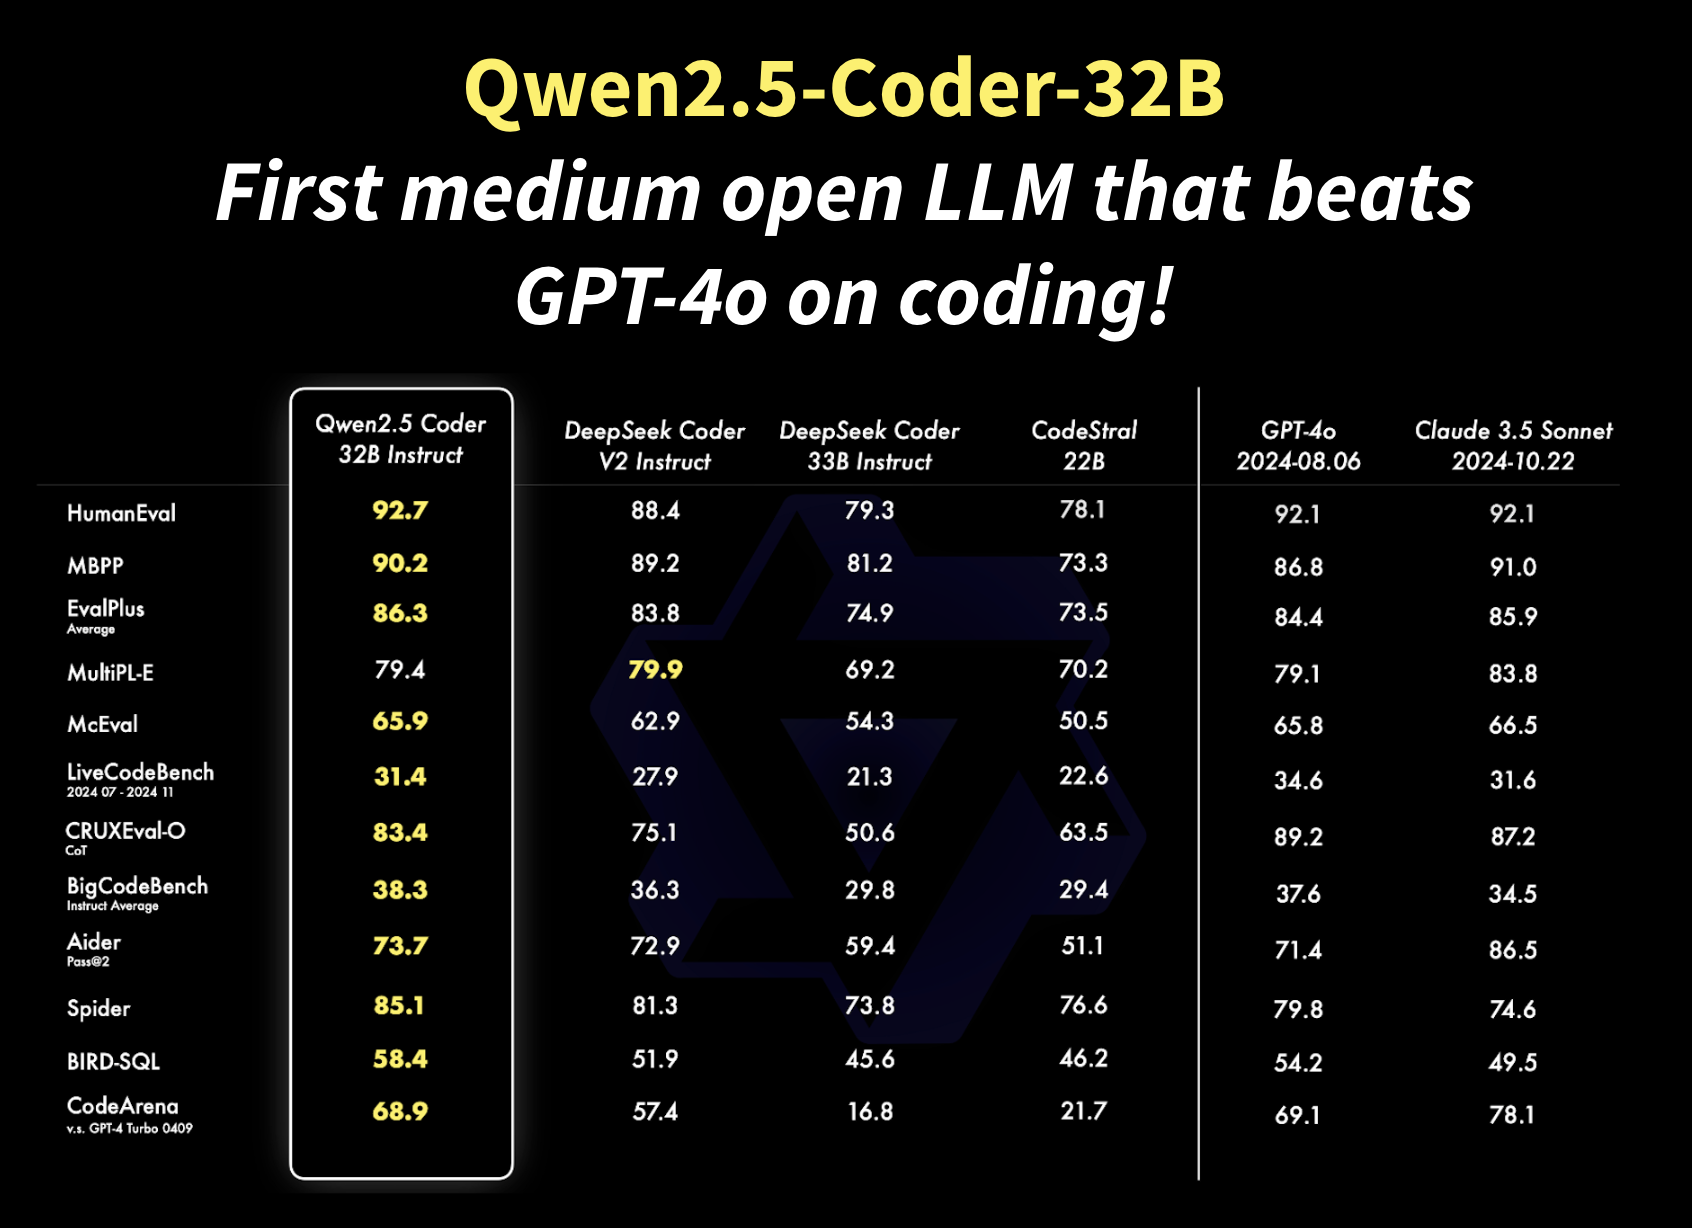 Qwen2.5-Coder-32B
First medium open LLM that beats
GPT-4o on coding!
Qwen2.5 Coder DeepSeek Coder DeepSeek Coder CodeStral GPT-4o Claude 3.5 Sonnet
32B Instruct V2 Instruct 33B Instruct 22B 2024-08.06 2024-10.22
HumanEval 92.7 88.4 79.3 78.1 92.1 92.1
MBPP 90.2 89.2 81.2 73.3 86.8 91.0
EvalPlus 86.3 83.8 74.9 73.5 84.4 85.9
Average
MultiPL-E 79.4 79.9 69.2 70.2 79.1 83.8
McEval 65.9 62.9 54.3 50.5 65.8 66.5
LiveCodeBench 31.4 27.9 21.3 22.6 34.6 31.6
2024 07 - 2024 11
CRUXEval-O 83.4 75.1 50.6 63.5 89.2 87.2
CoT
BigCodeBench 38.3 36.3 29.8 29.4 37.6 34.5
Instruct Average
Aider 73.7 72.9 59.4 51.1 71.4 86.5
Pass@2
Spider 85.1 81.3 73.8 76.6 79.8 74.6
BIRD-SQL 58.4 51.9 45.6 46.2 54.2 49.5
CodeArena 68.9 57.4 16.8 21.7 69.1 78.1
v.s. GPT-4 Turbo 0409